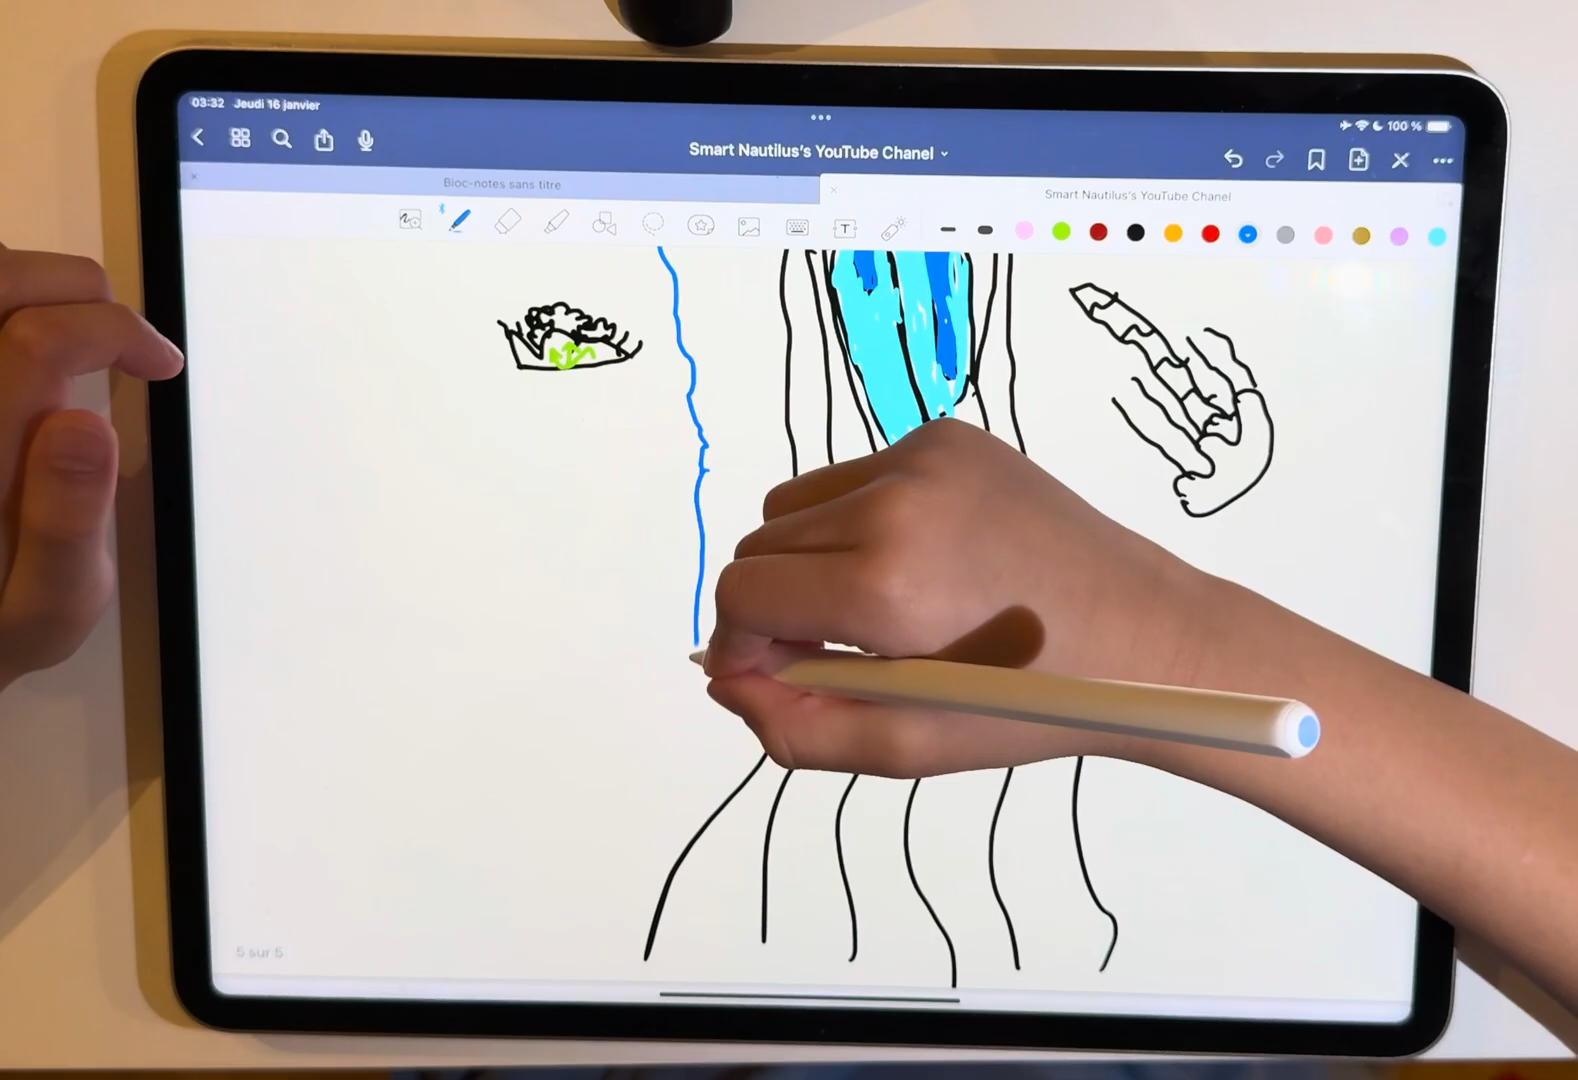 03:32 Jeudi 16 janvier
100 %
Smart Nautilus's YouTube Chanel
Bloc-notes sans titre
Smart Nautilus's YouTube Chanel
T
5 sur 5